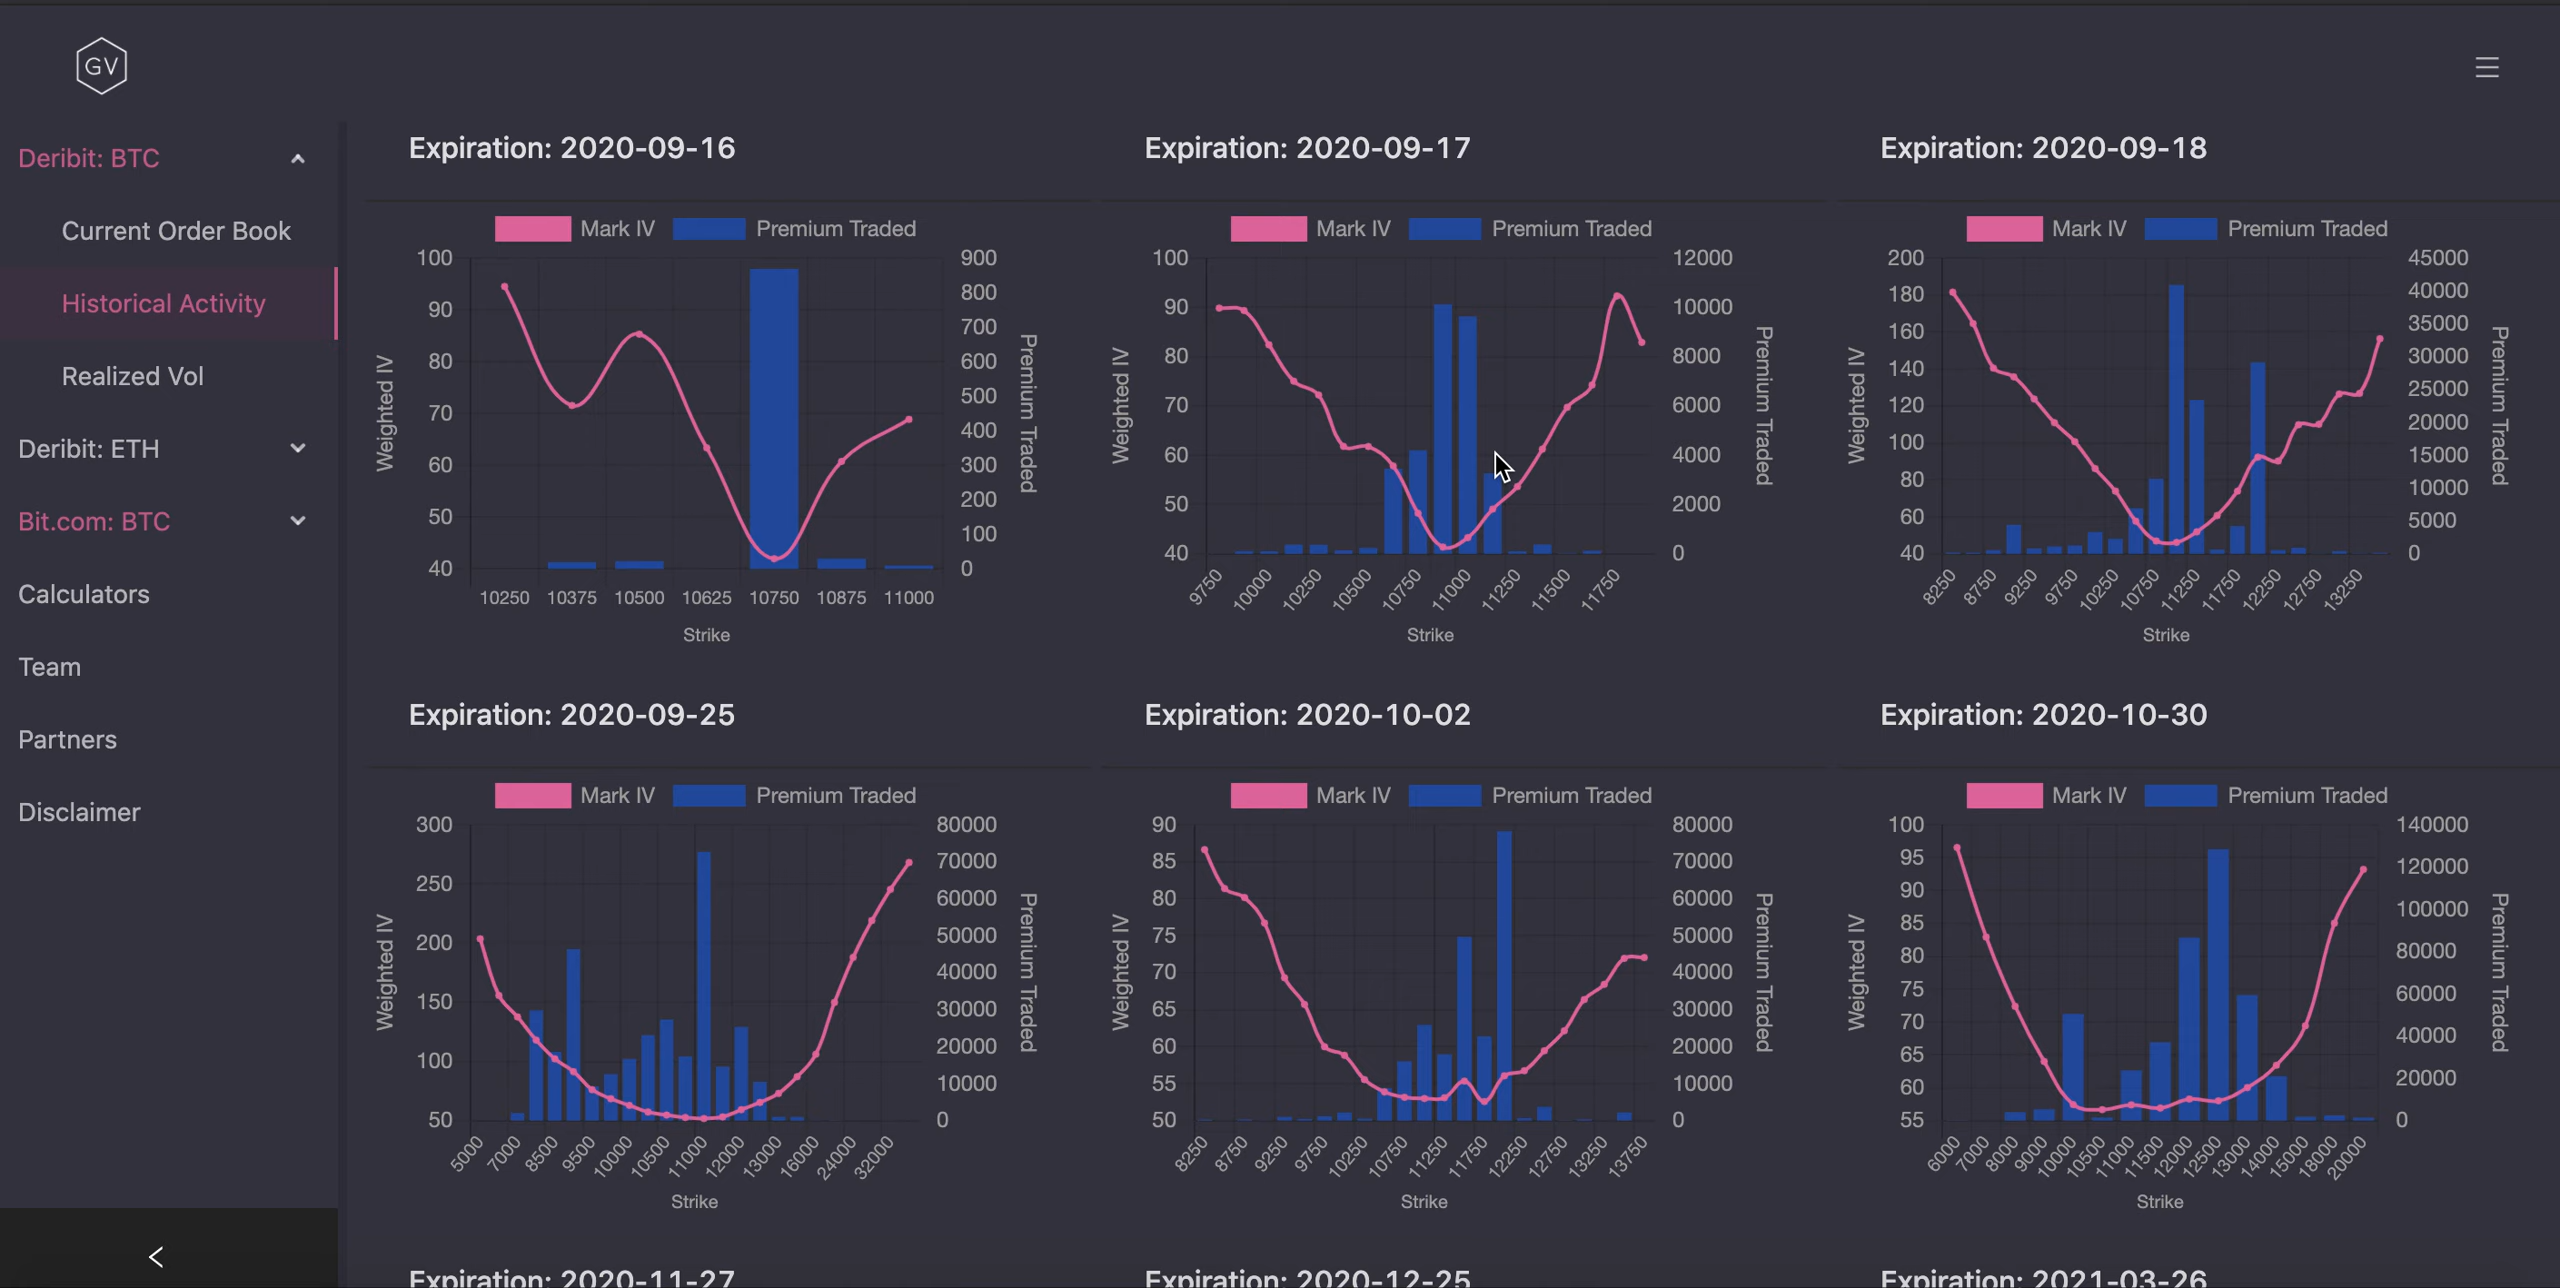 GV
Deribit: BTC
Current Order Book
Historical Activity
Realized Vol
Deribit: ETH
Bit.com: BTC
Calculators
Team
Partners
Disclaimer
Expiration: 2020-09-16
Mark IV Premium Traded
100 90 80 70 60 50 40
Weighted IV
900 800 700 600 500 400 300 200 100 0
Premium Traded
10250 10375 10500 10625 10750 10875 11000
Strike
Expiration: 2020-09-17
Mark IV Premium Traded
100 90 80 70 60 50 40
Weighted IV
12000 10000 8000 6000 4000 2000 0
Premium Traded
9750 10000 10250 10500 10750 11000 11250 11500 11750
Strike
Expiration: 2020-09-18
Mark IV Premium Traded
200 180 160 140 120 100 80 60 40
Weighted IV
45000 40000 35000 30000 25000 20000 15000 10000 5000 0
Premium Traded
8250 8750 9250 9750 10250 10750 11250 11750 12250 12750 13250
Strike
Expiration: 2020-09-25
Mark IV Premium Traded
300 250 200 150 100 50
Weighted IV
80000 70000 60000 50000 40000 30000 20000 10000 0
Premium Traded
5000 7000 8500 9500 10000 10500 11000 12000 13000 16000 24000 32000
Strike
Expiration: 2020-10-02
Mark IV Premium Traded
90 85 80 75 70 65 60 55 50
Weighted IV
80000 70000 60000 50000 40000 30000 20000 10000 0
Premium Traded
8250 8750 9250 9750 10250 10750 11250 11750 12250 12750 13250 13750
Strike
Expiration: 2020-10-30
Mark IV Premium Traded
100 95 90 85 80 75 70 65 60 55
Weighted IV
140000 120000 100000 80000 60000 40000 20000 0
Premium Traded
6000 7000 8000 9000 10000 10500 11000 11500 12000 12500 13000 14000 15000 18000 20000
Strike
Expiration: 2020-11-27
Expiration: 2020-12-25
Expiration: 2021-03-26